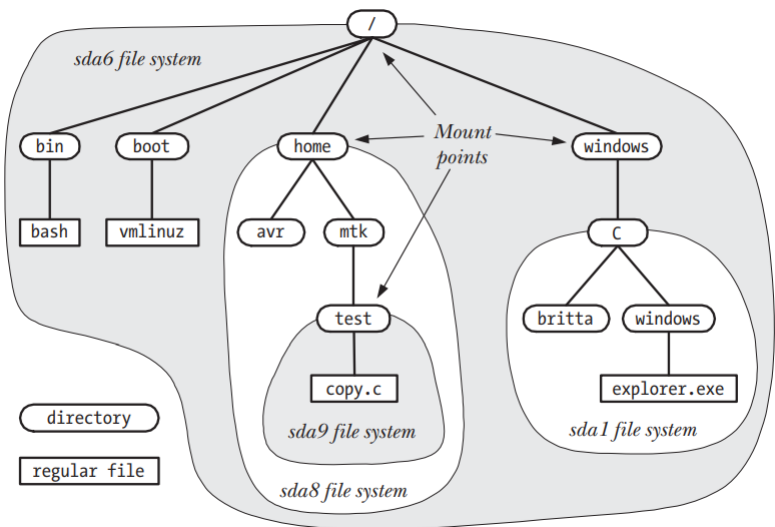 /
sda6 file system
bin
boot
home
Mount
points
windows
bash
vmlinuz
avr
mtk
C
test
britta
windows
copy.c
explorer.exe
directory
sda9 file system
sda1 file system
regular file
sda8 file system